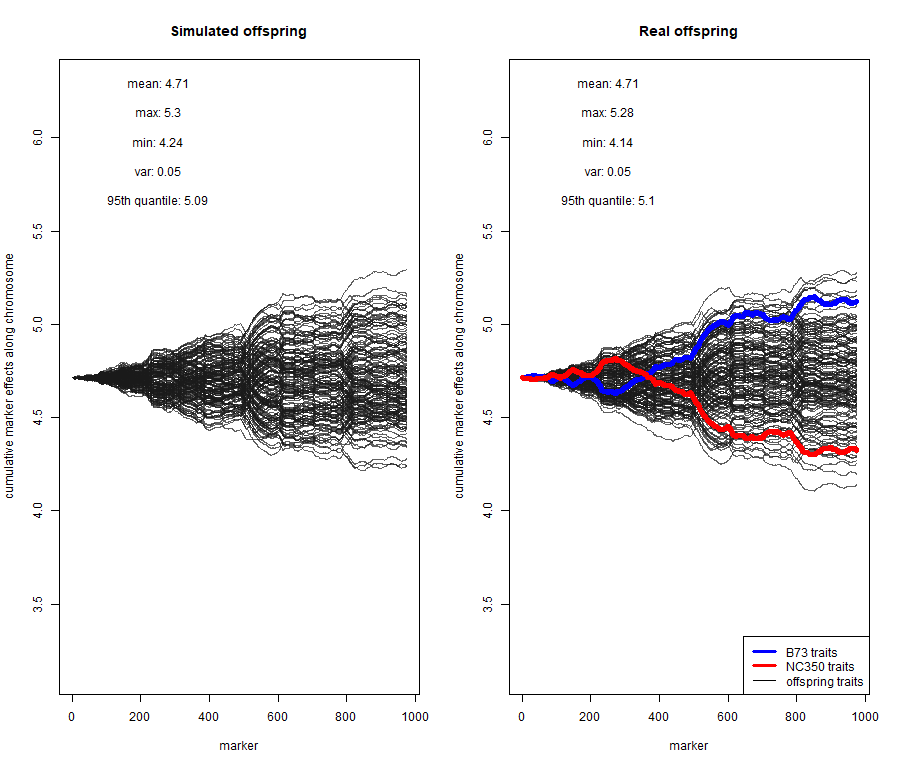 Simulated offspring
mean: 4.71
max: 5.3
min: 4.24
var: 0.05
95th quantile: 5.09
cumulative marker effects along chromosome
6.0
5.5
5.0
4.5
4.0
3.5
0 200 400 600 800 1000
marker
Real offspring
mean: 4.71
max: 5.28
min: 4.14
var: 0.05
95th quantile: 5.1
cumulative marker effects along chromosome
6.0
5.5
5.0
4.5
4.0
3.5
B73 traits
NC350 traits
offspring traits
0 200 400 600 800 1000
marker